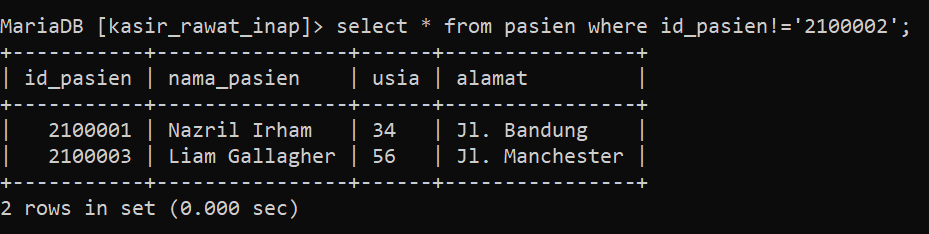 MariaDB [kasir_rawat_inap]> select * from pasien where id_pasien!='2100002';
+-----------+----------------+------+----------------+
| id_pasien | nama_pasien    | usia | alamat         |
+-----------+----------------+------+----------------+
|   2100001 | Nazril Irham   | 34   | Jl. Bandung    |
|   2100003 | Liam Gallagher | 56   | Jl. Manchester |
+-----------+----------------+------+----------------+
2 rows in set (0.000 sec)